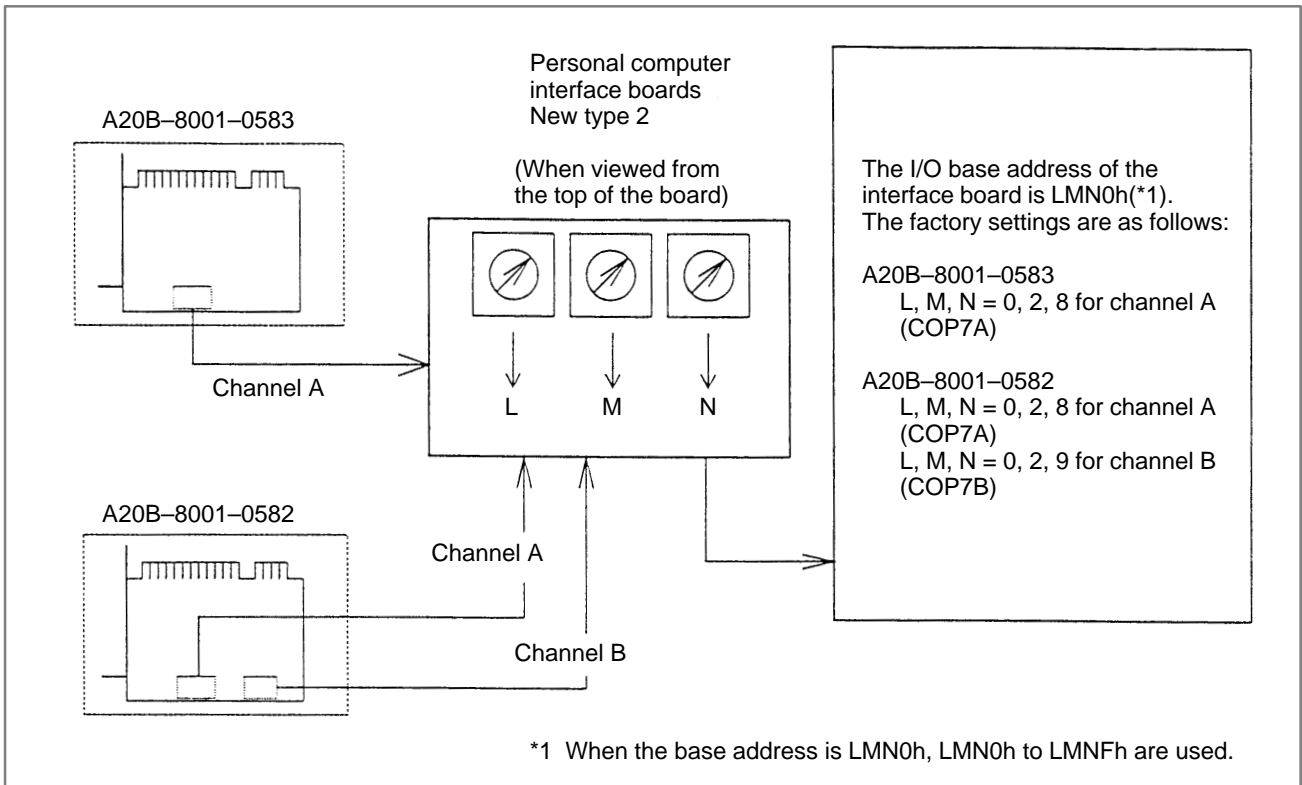 Personal computer
interface boards
New type 2
(When viewed from
the top of the board)
A20B–8001–0583
Channel A
L
M
N
A20B–8001–0582
Channel A
Channel B
The I/O base address of the
interface board is LMN0h(*1).
The factory settings are as follows:
A20B–8001–0583
L, M, N = 0, 2, 8 for channel A
(COP7A)
A20B–8001–0582
L, M, N = 0, 2, 8 for channel A
(COP7A)
L, M, N = 0, 2, 9 for channel B
(COP7B)
*1 When the base address is LMN0h, LMN0h to LMNFh are used.